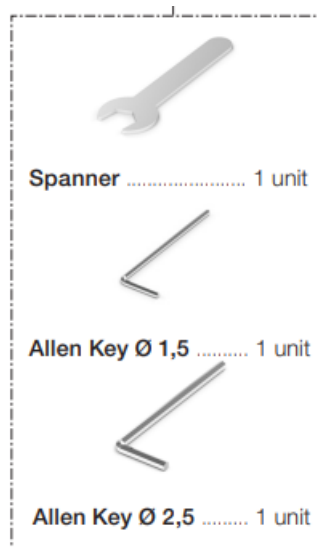 Spanner ....................... 1 unit
Allen Key Ø 1,5 .......... 1 unit
Allen Key Ø 2,5 ......... 1 unit